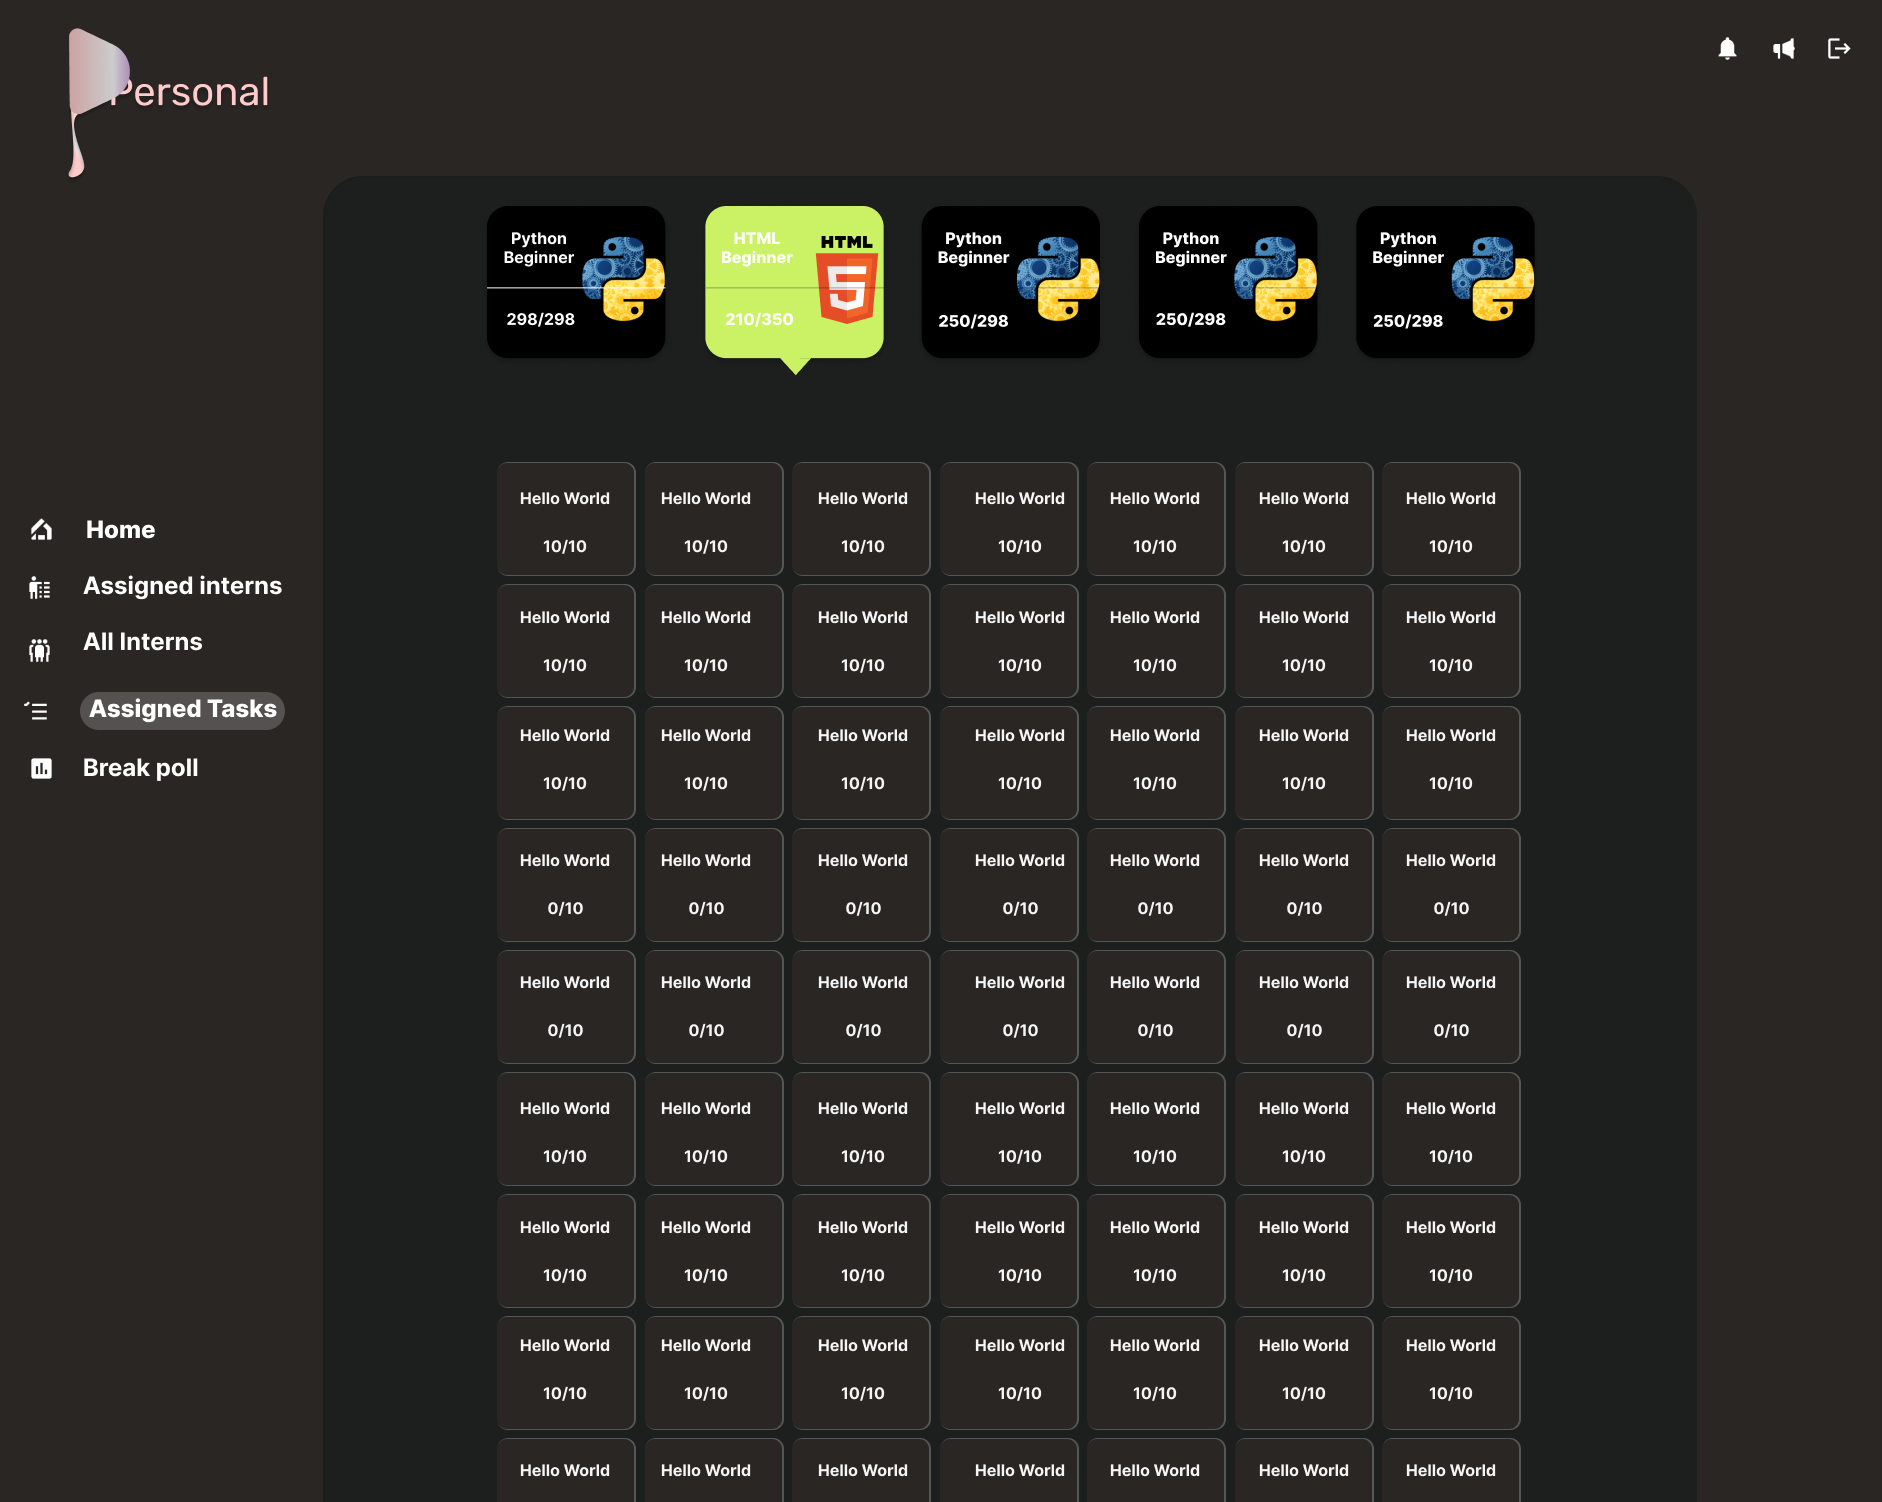 Personal
Python
Beginner
298/298
HTML
Beginner
210/350
HTML
5
Python
Beginner
250/298
Python
Beginner
250/298
Python
Beginner
250/298
Home
Assigned interns
All Interns
Assigned Tasks
Break poll
Hello World Hello World Hello World Hello World Hello World Hello World Hello World
10/10 10/10 10/10 10/10 10/10 10/10 10/10
Hello World Hello World Hello World Hello World Hello World Hello World Hello World
10/10 10/10 10/10 10/10 10/10 10/10 10/10
Hello World Hello World Hello World Hello World Hello World Hello World Hello World
10/10 10/10 10/10 10/10 10/10 10/10 10/10
Hello World Hello World Hello World Hello World Hello World Hello World Hello World
0/10 0/10 0/10 0/10 0/10 0/10 0/10
Hello World Hello World Hello World Hello World Hello World Hello World Hello World
0/10 0/10 0/10 0/10 0/10 0/10 0/10
Hello World Hello World Hello World Hello World Hello World Hello World Hello World
10/10 10/10 10/10 10/10 10/10 10/10 10/10
Hello World Hello World Hello World Hello World Hello World Hello World Hello World
10/10 10/10 10/10 10/10 10/10 10/10 10/10
Hello World Hello World Hello World Hello World Hello World Hello World Hello World
10/10 10/10 10/10 10/10 10/10 10/10 10/10
Hello World Hello World Hello World Hello World Hello World Hello World Hello World